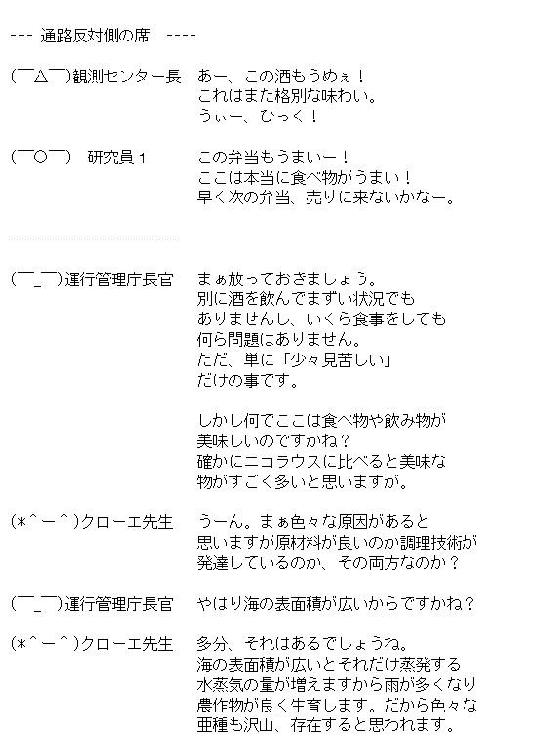 --- 通路反対側の席 ----
(￣△￣)観測センター長 あー、この酒もうめぇ！
これはまた格別な味わい。
うぃー、ひっく！
(￣○￣) 研究員１ この弁当もうまいー！
ここは本当に食べ物がうまい！
早く次の弁当、売りに来ないかなー。
(￣_￣)運行管理庁長官 まぁ放っておきましょう。
別に酒を飲んでまずい状況でも
ありませんし、いくら食事をしても
何ら問題はありません。
ただ、単に「少々見苦しい」
だけの事です。
しかし何でここは食べ物や飲み物が
美味しいのですかね？
確かにニコラウスに比べると美味な
物がすごく多いと思いますが。
(*＾ー＾)クローエ先生 うーん。まぁ色々な原因があると
思いますが原材料が良いのか調理技術が
発達しているのか、その両方なのか？
(￣_￣)運行管理庁長官 やはり海の表面積が広いからですかね？
(*＾ー＾)クローエ先生 多分、それはあるでしょうね。
海の表面積が広いとそれだけ蒸発する
水蒸気の量が増えますから雨が多くなり
農作物が良く生育します。だから色々な
亜種も沢山、存在すると思われます。